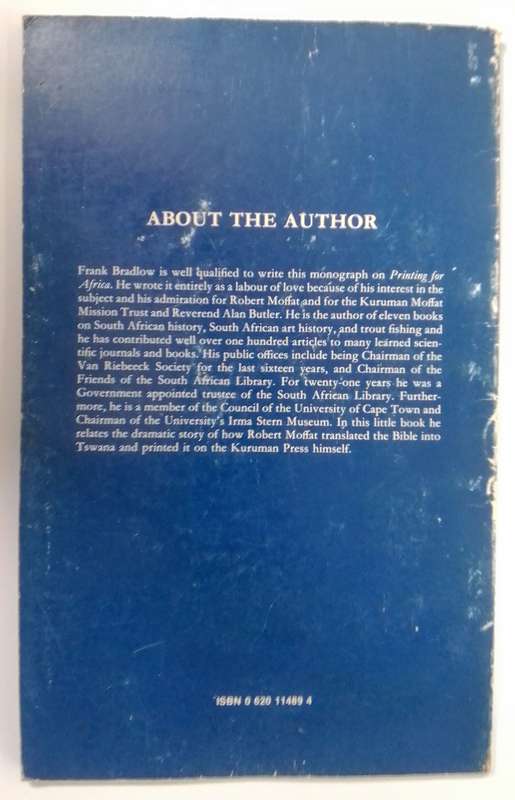 ABOUT THE AUTHOR
Frank Bradlow is well qualified to write this monograph on Printing for
Africa. He wrote it entirely as a labour of love because of his interest in the
subject and his admiration for Robert Moffat and for the Kuruman Moffat
Mission Trust and Reverend Alan Butler. He is the author of eleven books
on South African history, South African art history, and trout fishing and
he has contributed well over one hundred articles to many learned scien-
tific journals and books. His public offices include being Chairman of the
Van Riebeeck Society for the last sixteen years, and Chairman of the
Friends of the South African Library. For twenty-one years he was a
Government appointed trustee of the South African Library. Further-
more, he is a member of the Council of the University of Cape Town and
Chairman of the University's Irma Stern Museum. In this little book he
relates the dramatic story of how Robert Moffat translated the Bible into
Tswana and printed it on the Kuruman Press himself.
ISBN 0 620 11469 4